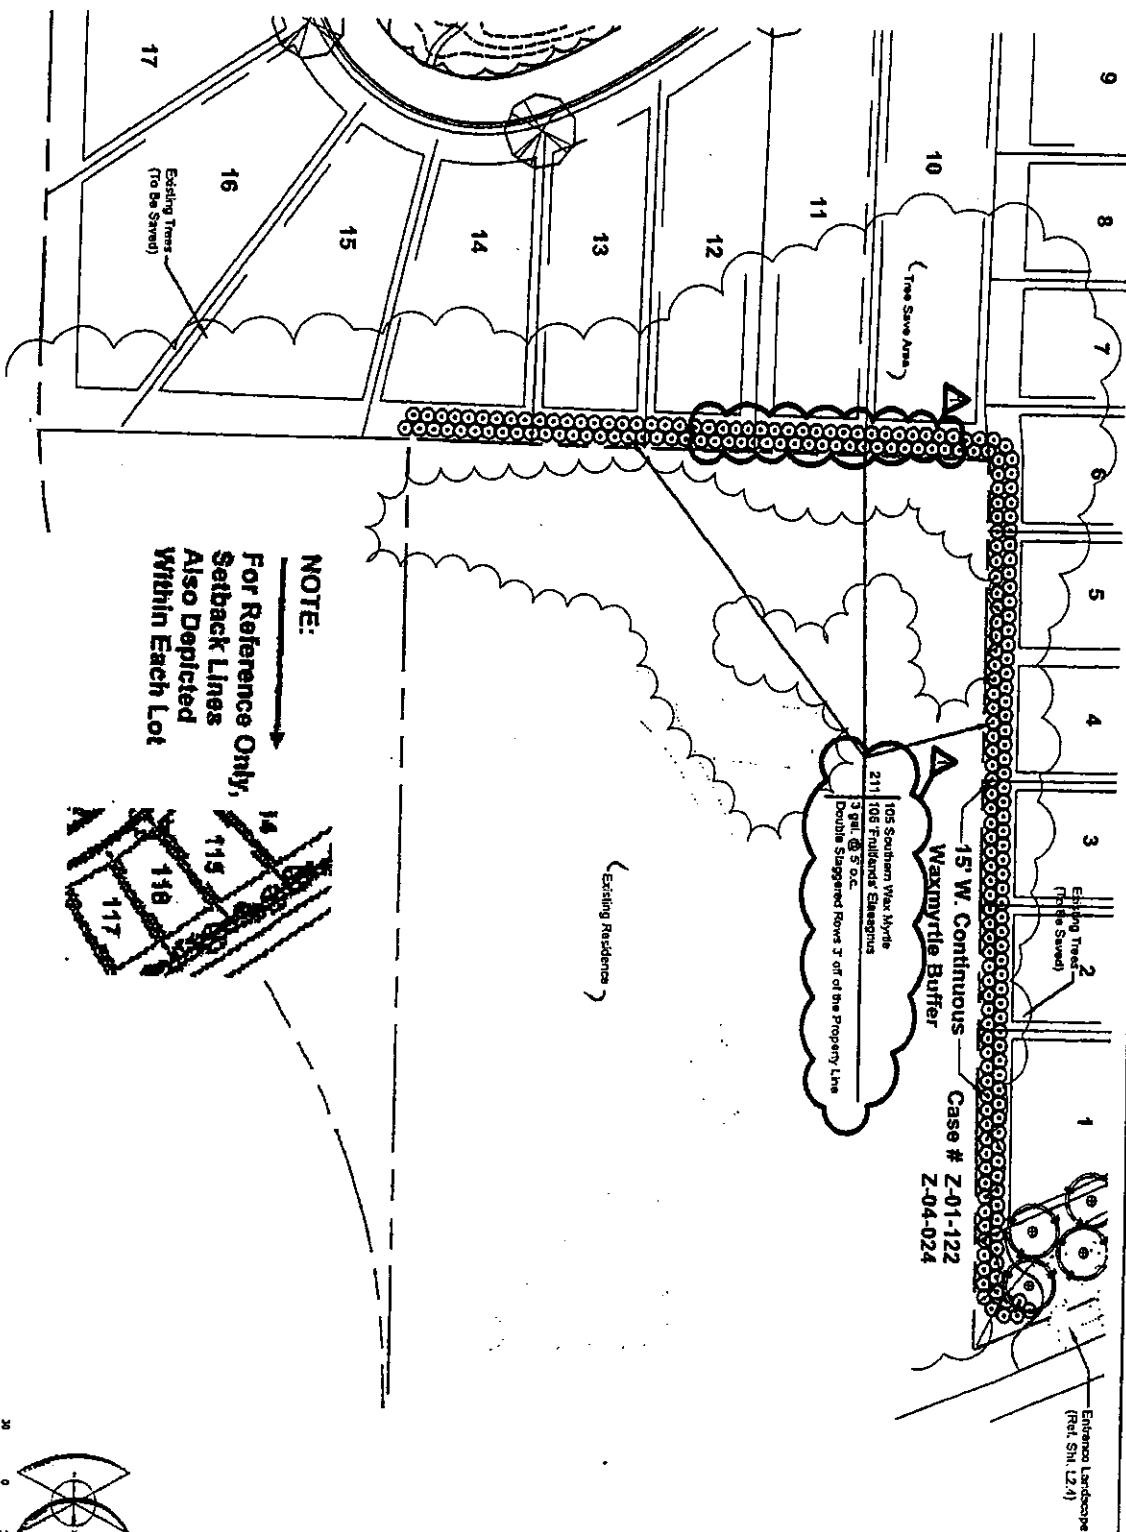 9
8
7
6
5
4
3
2
1
10
11
12
13
14
15
16
17
( Tree Save Area )
Existing Trees
(To Be Saved)
Existing Trees
(To Be Saved)
15' W. Continuous
Waxmyrtle Buffer
Case # Z-01-122
Z-04-024
Entrance Landscape
(Ref. Sht. L2.4)
211
105 Southern Wax Myrtle
106 'Fruitlands' Elaeagnus
3 gal. @ 5' o.c.
Double Staggered Rows 3' off of the Property Line
( Existing Residence )
NOTE:
For Reference Only,
Setback Lines
Also Depicted
Within Each Lot
14
115
116
117
30
0